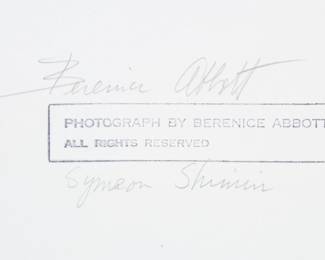 Berenice Abbott
PHOTOGRAPH BY BERENICE ABBOTT
ALL RIGHTS RESERVED
Symeon Shimin